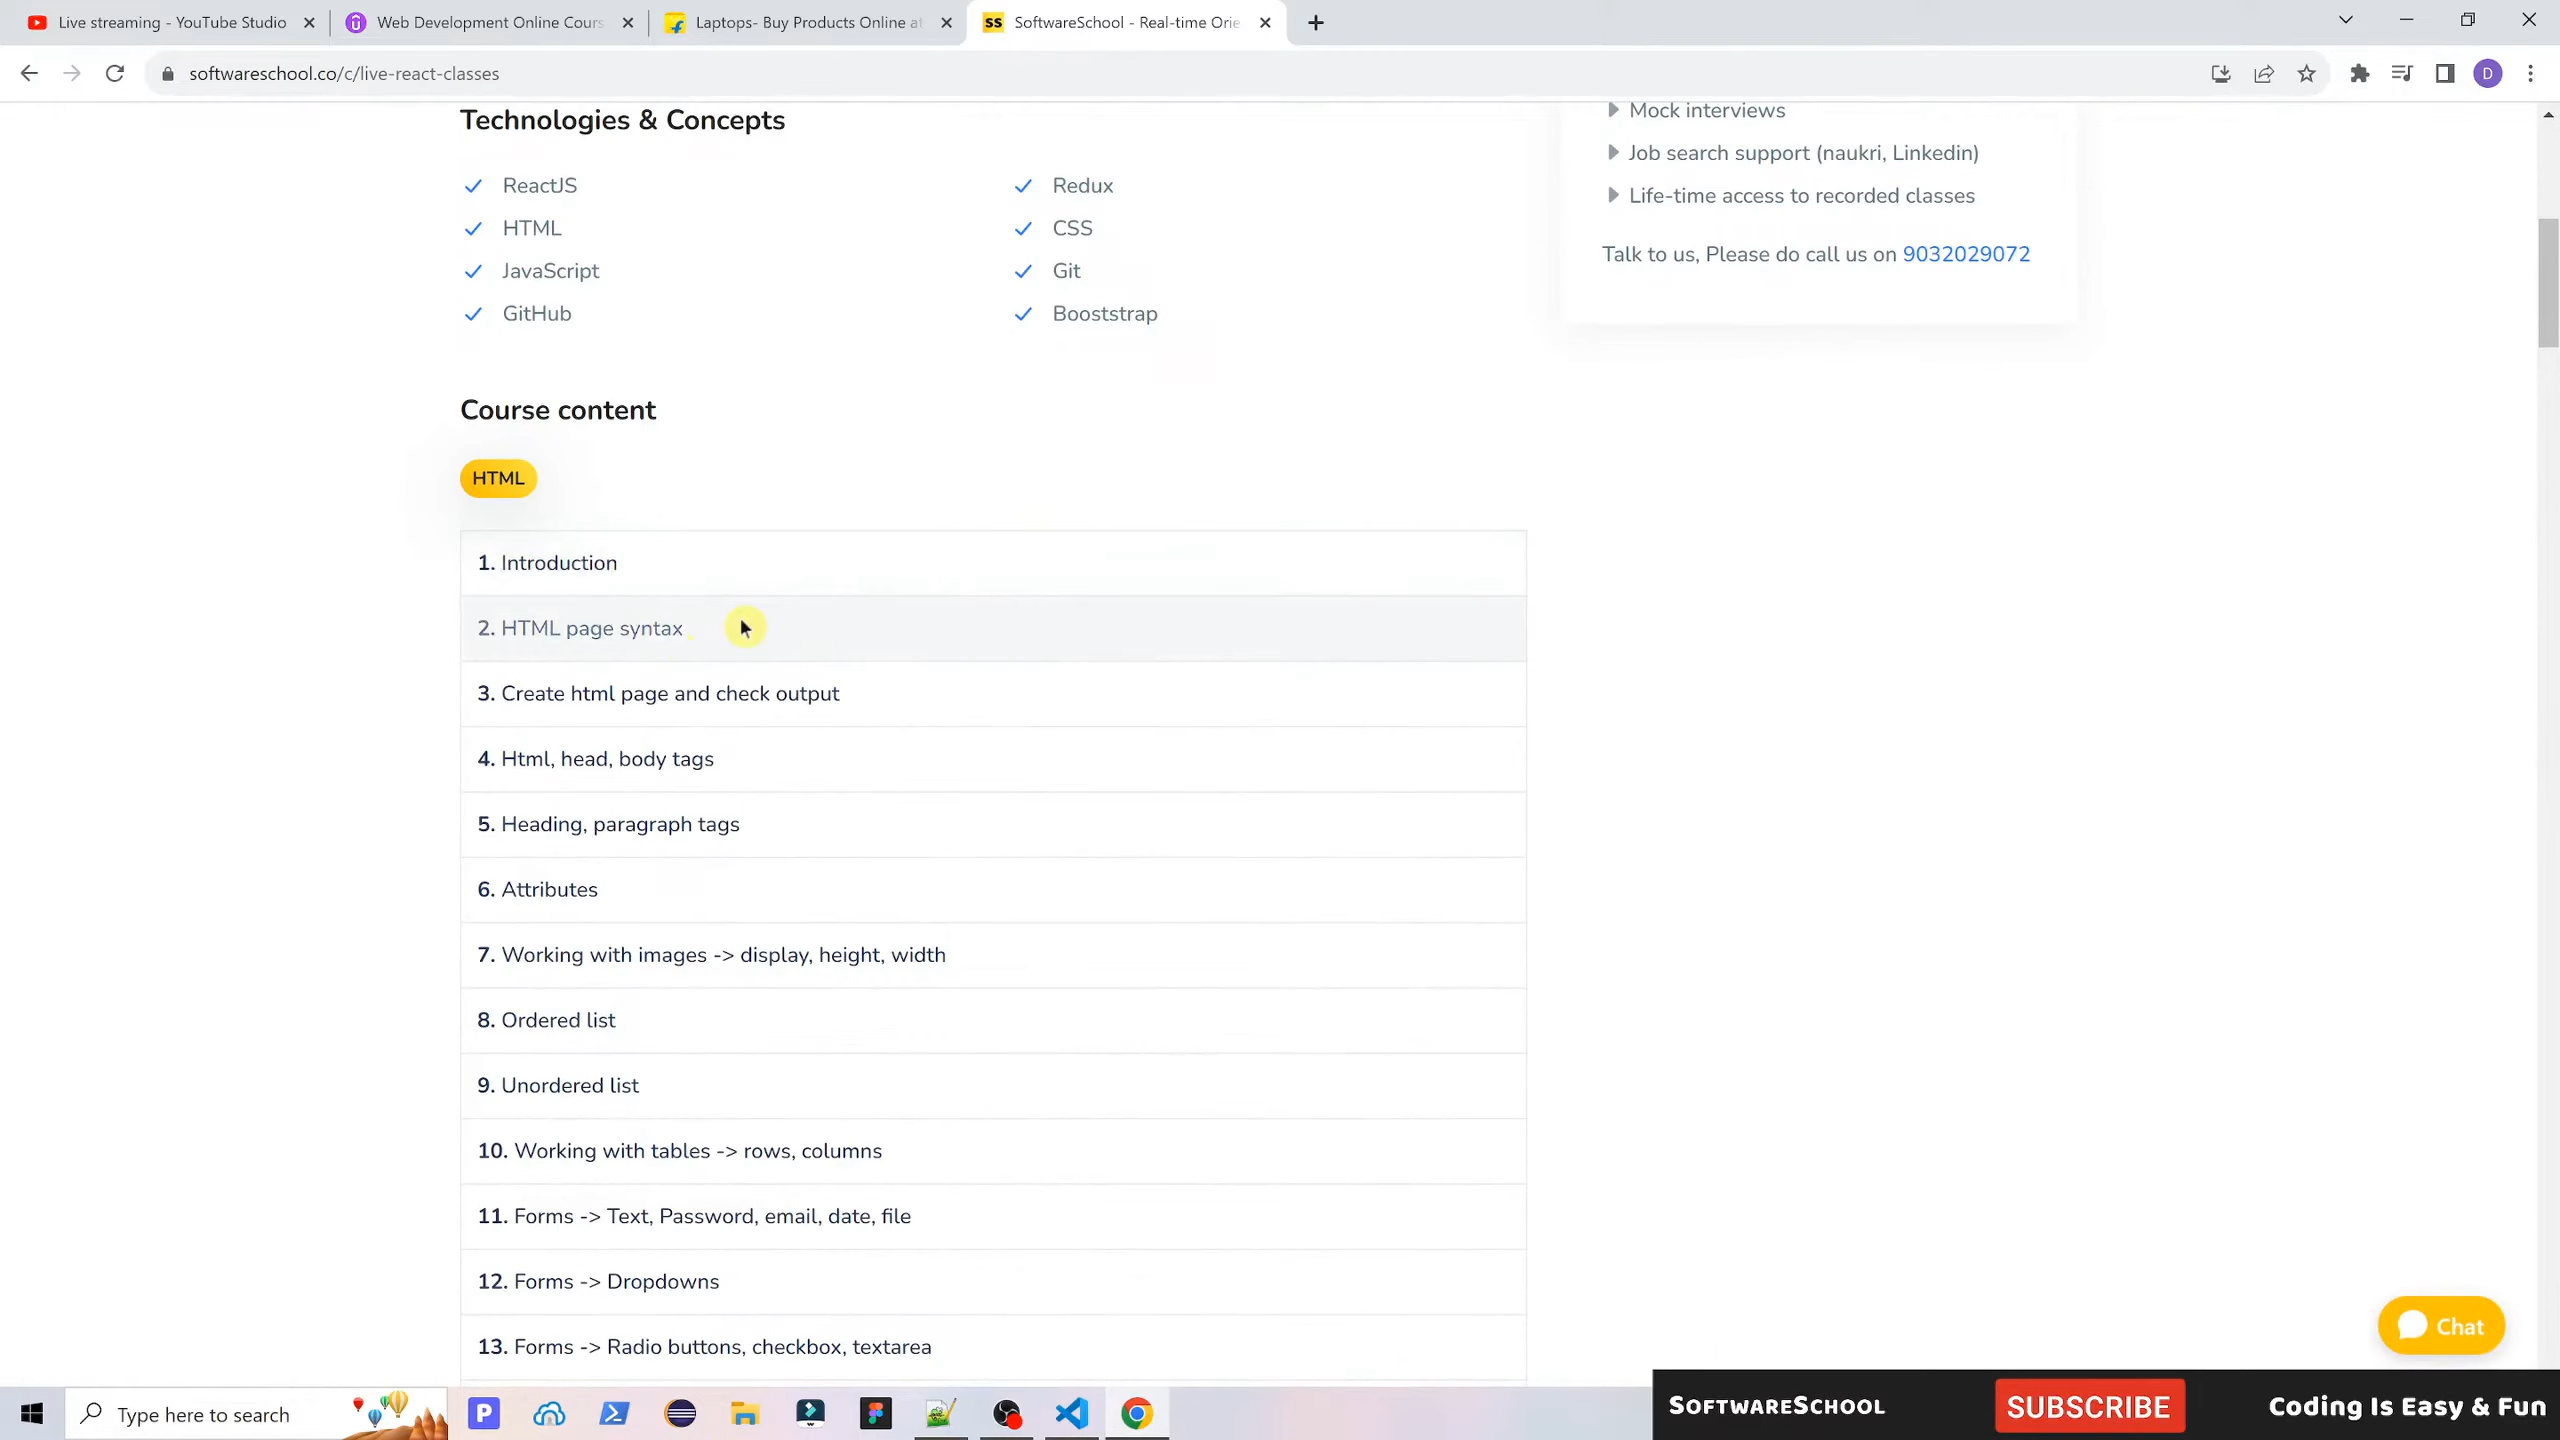 Live streaming - YouTube Studio
Web Development Online Cours
Laptops- Buy Products Online at
SS SoftwareSchool - Real-time Orie
softwareschool.co/c/live-react-classes
D
Technologies & Concepts
ReactJS
Redux
HTML
CSS
JavaScript
Git
GitHub
Booststrap
Mock interviews
Job search support (naukri, Linkedin)
Life-time access to recorded classes
Talk to us, Please do call us on 9032029072
Course content
HTML
1. Introduction
2. HTML page syntax
3. Create html page and check output
4. Html, head, body tags
5. Heading, paragraph tags
6. Attributes
7. Working with images -> display, height, width
8. Ordered list
9. Unordered list
10. Working with tables -> rows, columns
11. Forms -> Text, Password, email, date, file
12. Forms -> Dropdowns
13. Forms -> Radio buttons, checkbox, textarea
Chat
Type here to search
P
SOFTWARESCHOOL
SUBSCRIBE
Coding Is Easy & Fun